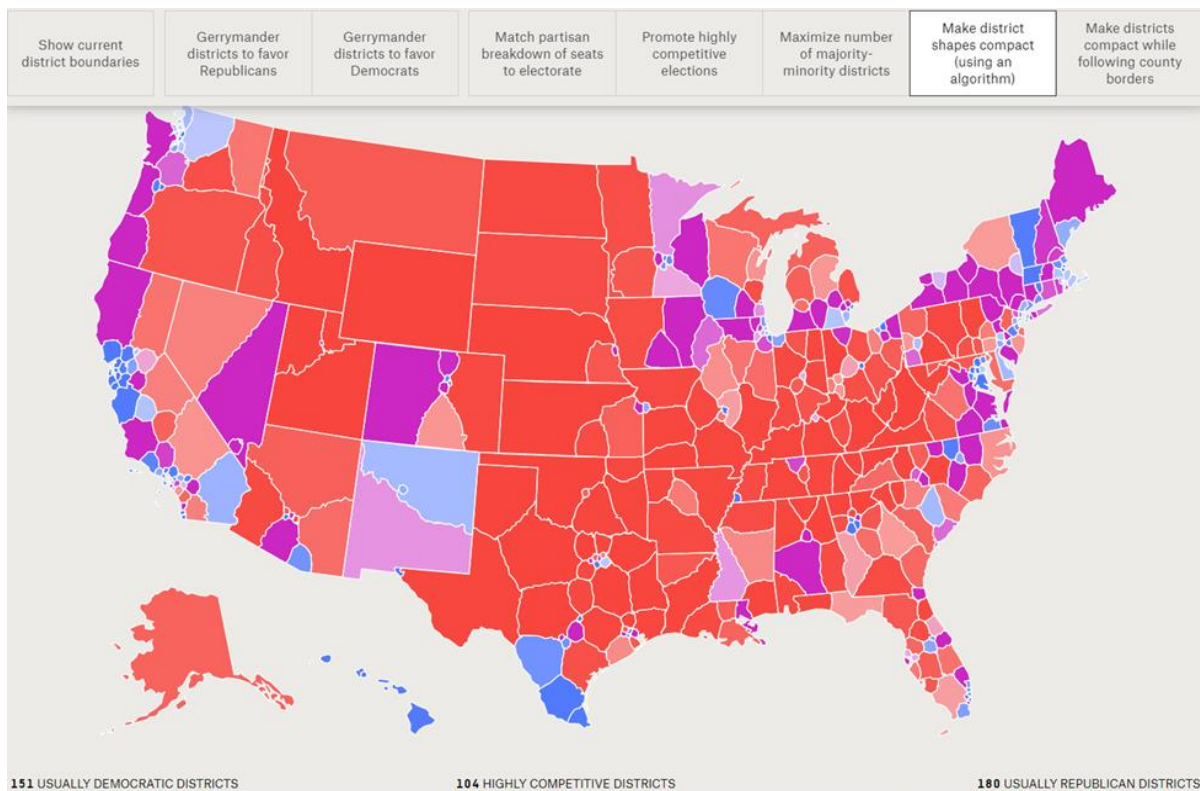 Show current
district boundaries
Gerrymander
districts to favor
Republicans
Gerrymander
districts to favor
Democrats
Match partisan
breakdown of seats
to electorate
Promote highly
competitive
elections
Maximize number
of majority-
minority districts
Make district
shapes compact
(using an
algorithm)
Make districts
compact while
following county
borders
151 USUALLY DEMOCRATIC DISTRICTS
104 HIGHLY COMPETITIVE DISTRICTS
180 USUALLY REPUBLICAN DISTRICTS